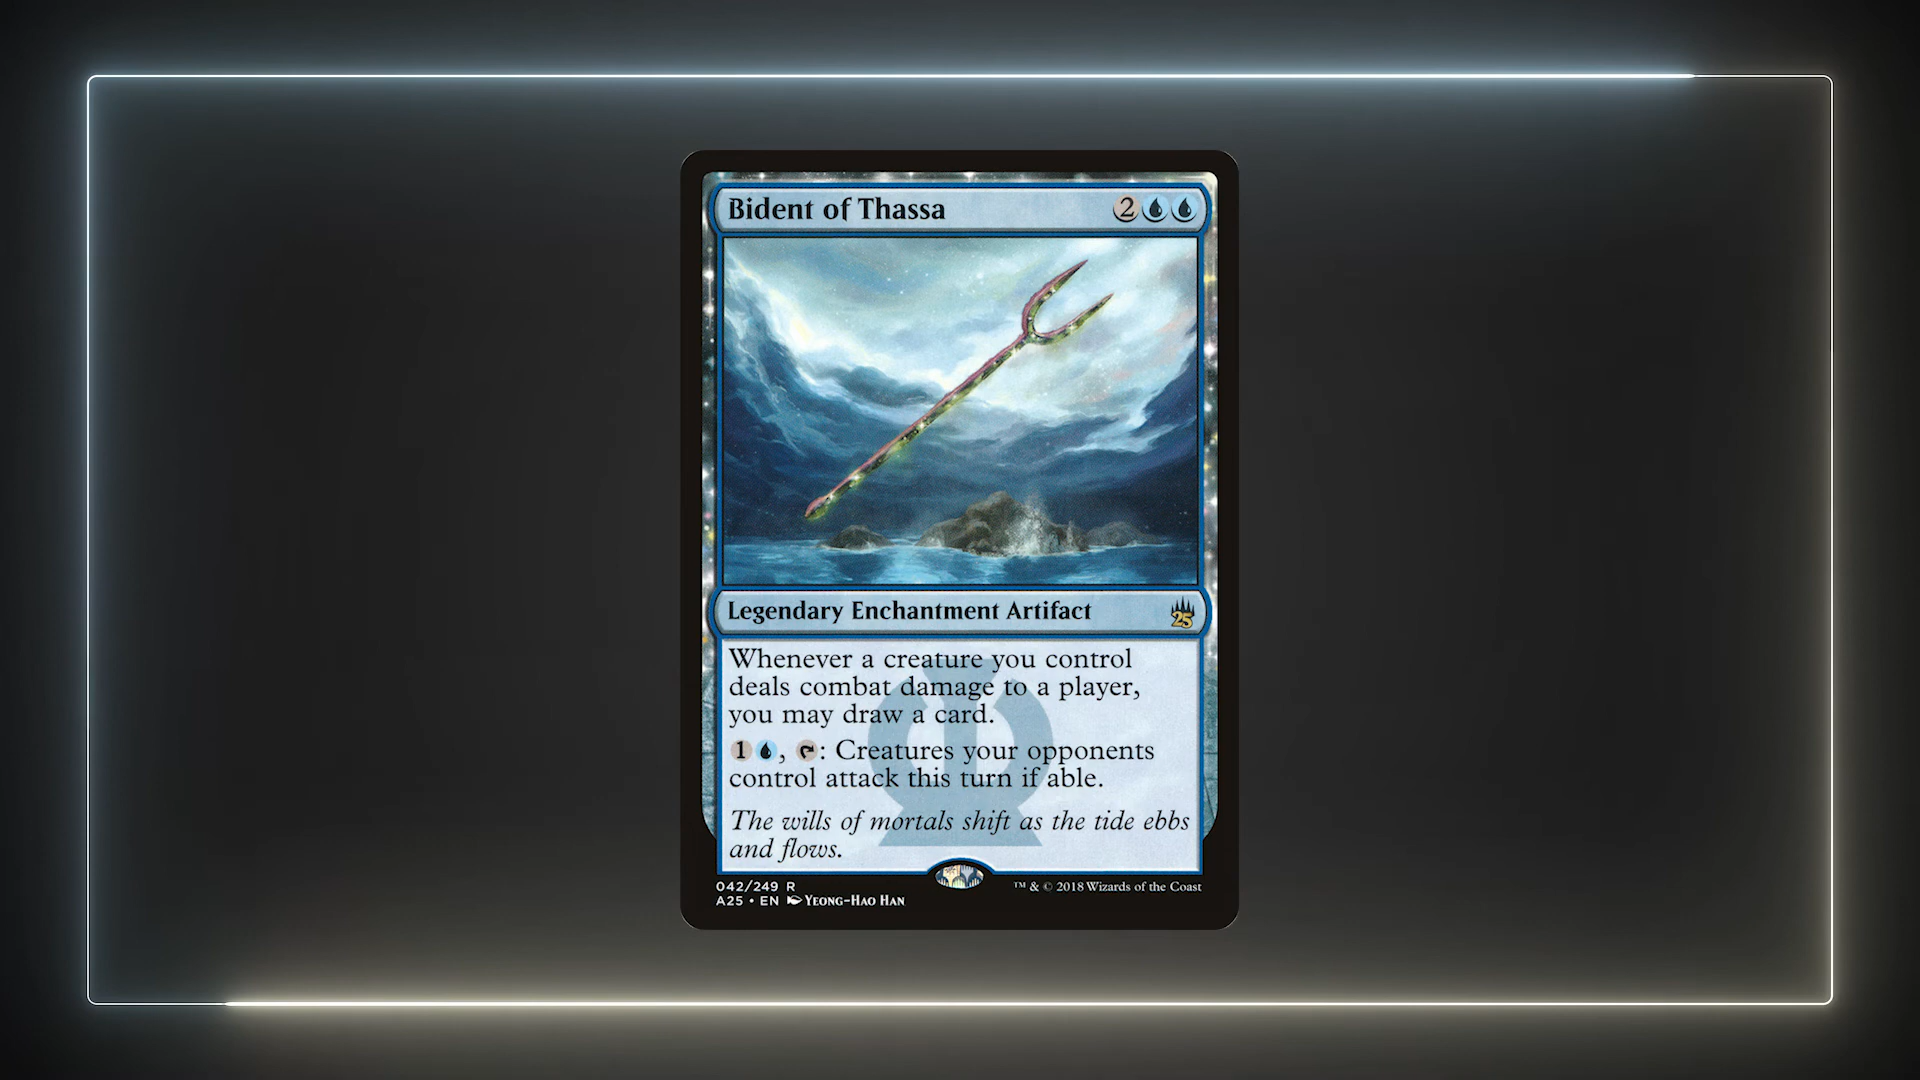 Bident of Thassa 2
Legendary Enchantment Artifact 25
Whenever a creature you control
deals combat damage to a player,
you may draw a card.
1 , : Creatures your opponents
control attack this turn if able.
The wills of mortals shift as the tide ebbs
and flows.
042/249 R
™ & © 2018 Wizards of the Coast
A25 • EN Yeong-Hao Han